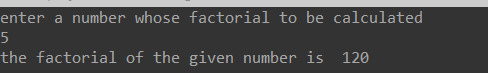 enter a number whose factorial to be calculated
5
the factorial of the given number is  120